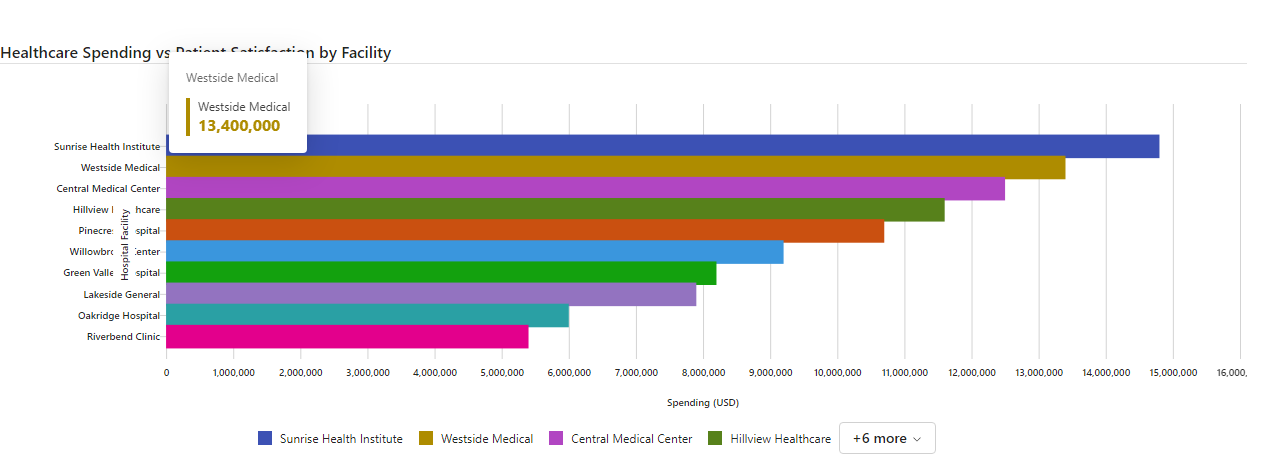 Healthcare Spending vs Patient Satisfaction by Facility
Westside Medical
Westside Medical
13,400,000
Sunrise Health Institute
Westside Medical
Central Medical Center
Hillview hcare
Pinecre spital
Willowbr enter
Green Valle spital
Lakeside General
Oakridge Hospital
Riverbend Clinic
Hospital Facility
0 1,000,000 2,000,000 3,000,000 4,000,000 5,000,000 6,000,000 7,000,000 8,000,000 9,000,000 10,000,000 11,000,000 12,000,000 13,000,000 14,000,000 15,000,000 16,000,
Spending (USD)
Sunrise Health Institute Westside Medical Central Medical Center Hillview Healthcare +6 more